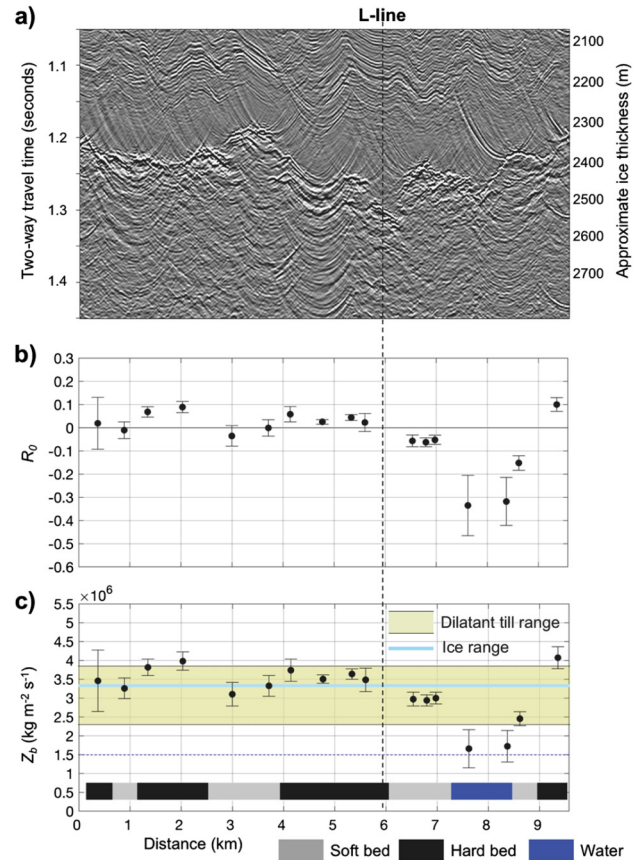 L-line
a)
Two-way travel time (seconds)
1.1
1.2
1.3
1.4
2100
2200
2300
2400
2500
2600
2700
Approximate ice thickness (m)
b)
R0
0.3
0.2
0.1
0
-0.1
-0.2
-0.3
-0.4
-0.5
-0.6
c)
×10⁶
Zb (kg m-2 s-1)
5.5
5
4.5
4
3.5
3
2.5
2
1.5
1
0.5
0
Dilatant till range
Ice range
0 1 2 3 4 5 6 7 8 9
Distance (km)
Soft bed Hard bed Water